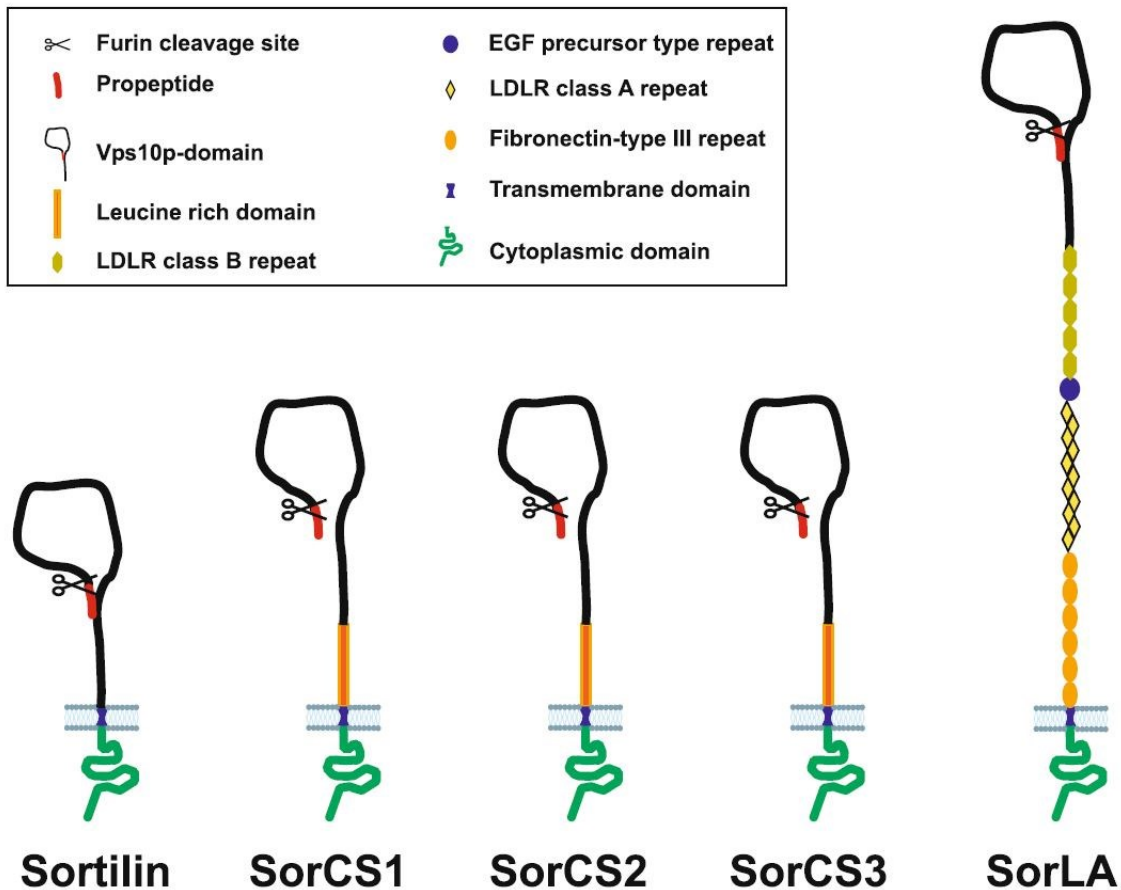 Furin cleavage site
Propeptide
Vps10p-domain
Leucine rich domain
LDLR class B repeat
EGF precursor type repeat
LDLR class A repeat
Fibronectin-type III repeat
Transmembrane domain
Cytoplasmic domain
Sortilin
SorCS1
SorCS2
SorCS3
SorLA